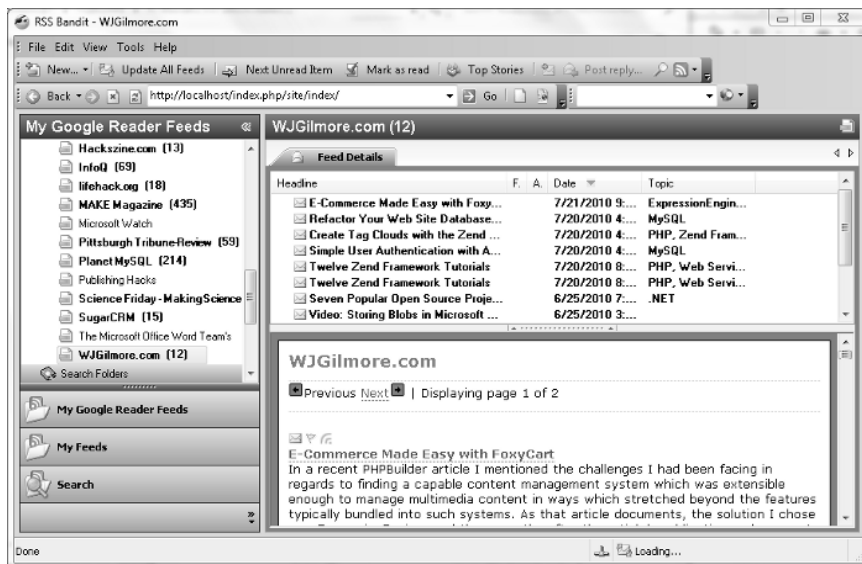 RSS Bandit - WJGilmore.com
File Edit View Tools Help
New... Update All Feeds Next Unread Item Mark as read Top Stories Post reply...
Back http://localhost/index.php/site/index/ Go
My Google Reader Feeds
Hackszine.com (13)
InfoQ (69)
lifehack.org (18)
MAKE Magazine (435)
Microsoft Watch
Pittsburgh Tribune-Review (59)
Planet MySQL (214)
Publishing Hacks
Science Friday - Making Science
SugarCRM (15)
The Microsoft Office Word Team's
WJGilmore.com (12)
Search Folders
My Google Reader Feeds
My Feeds
Search
WJGilmore.com (12)
Feed Details
Headline F. A. Date Topic
E-Commerce Made Easy with Foxy... 7/21/2010 9:... ExpressionEngin...
Refactor Your Web Site Database... 7/20/2010 4:... MySQL
Create Tag Clouds with the Zend ... 7/20/2010 4:... PHP, Zend Fram...
Simple User Authentication with A... 7/20/2010 4:... MySQL
Twelve Zend Framework Tutorials 7/20/2010 8:... PHP, Web Servi...
Twelve Zend Framework Tutorials 7/20/2010 8:... PHP, Web Servi...
Seven Popular Open Source Proje... 6/25/2010 7:... .NET
Video: Storing Blobs in Microsoft ... 6/25/2010 3:...
WJGilmore.com
Previous Next | Displaying page 1 of 2
E-Commerce Made Easy with FoxyCart
In a recent PHPBuilder article I mentioned the challenges I had been facing in
regards to finding a capable content management system which was extensible
enough to manage multimedia content in ways which stretched beyond the features
typically bundled into such systems. As that article documents, the solution I chose
Done Loading...